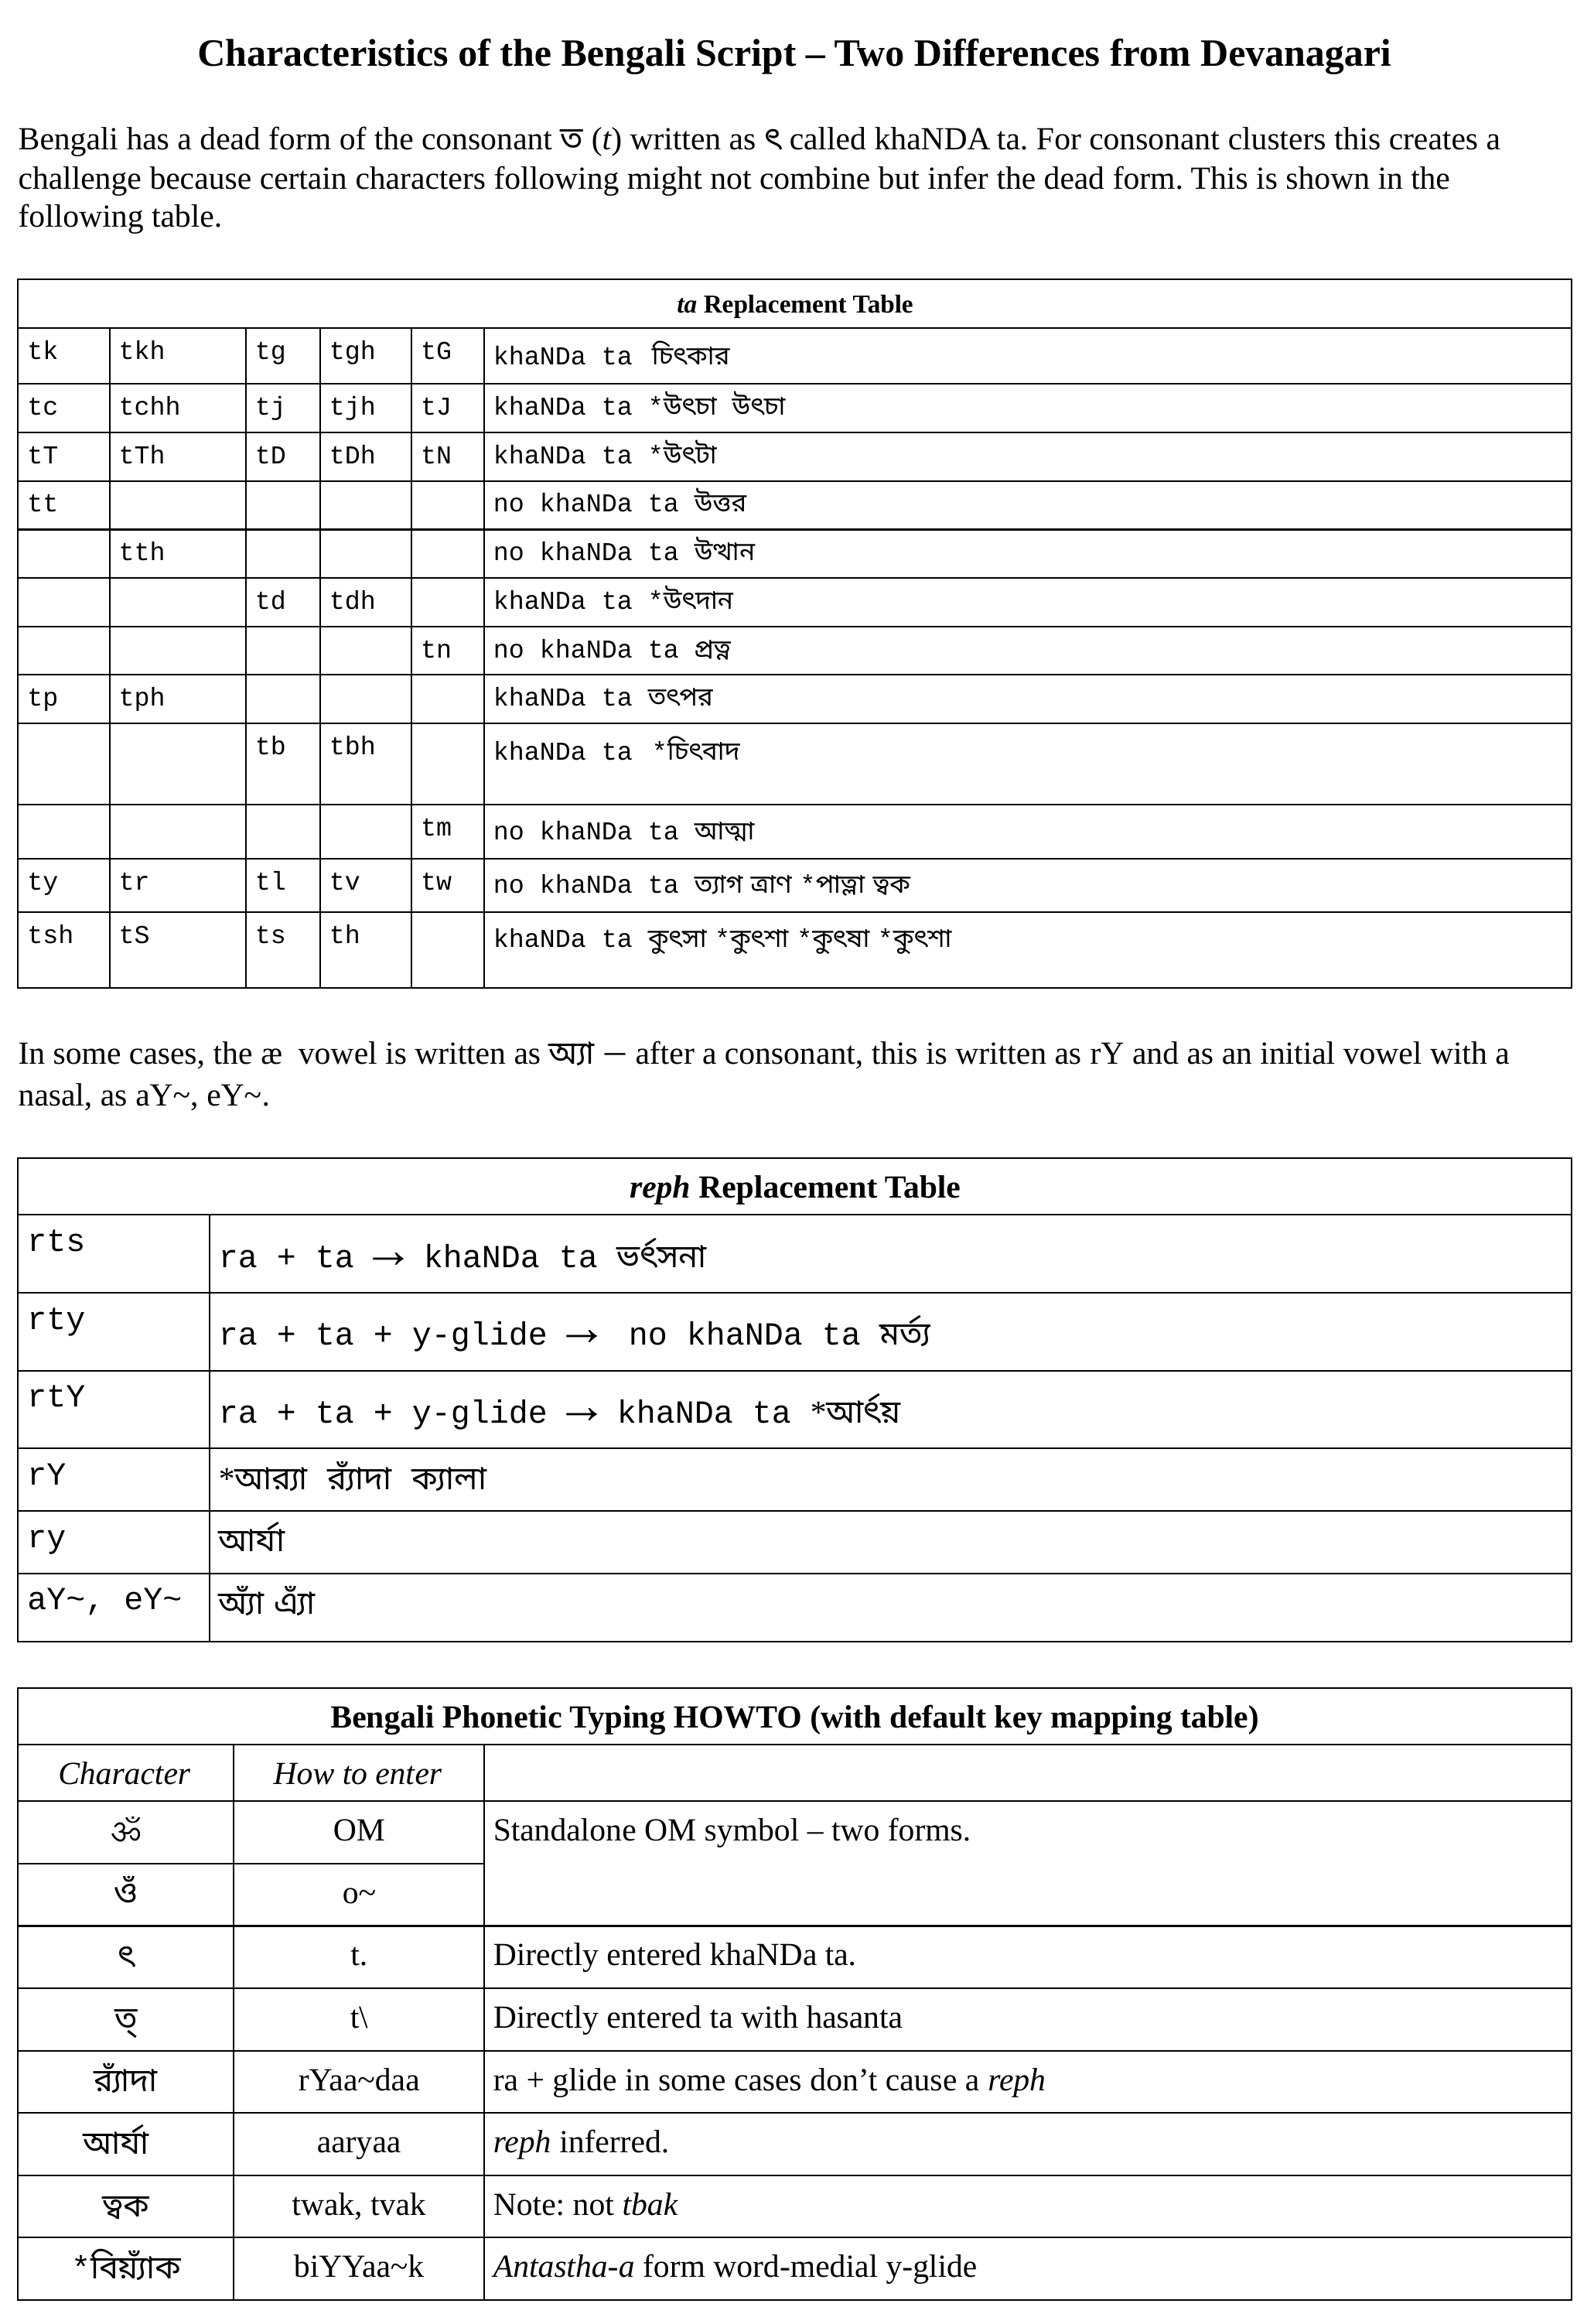 Characteristics of the Bengali Script – Two Differences from Devanagari
Bengali has a dead form of the consonant ত (t) written as ৎ called khaNDA ta. For consonant clusters this creates a
challenge because certain characters following might not combine but infer the dead form. This is shown in the
following table.
ta Replacement Table
tk tkh tg tgh tG khaNDa ta চিৎকার
tc tchh tj tjh tJ khaNDa ta *উৎচা উৎচা
tT tTh tD tDh tN khaNDa ta *উৎটা
tt no khaNDa ta উত্তর
tth no khaNDa ta উত্থান
td tdh khaNDa ta *উৎদান
tn no khaNDa ta প্রত্ন
tp tph khaNDa ta তৎপর
tb tbh khaNDa ta *চিৎবাদ
tm no khaNDa ta আত্মা
ty tr tl tv tw no khaNDa ta ত্যাগ ত্রাণ *পাত্লা ত্বক
tsh tS ts th khaNDa ta কুৎসা *কুৎশা *কুৎষা *কুৎশা
In some cases, the æ vowel is written as অ্যা – after a consonant, this is written as rY and as an initial vowel with a
nasal, as aY~, eY~.
reph Replacement Table
rts ra + ta → khaNDa ta ভর্ৎসনা
rty ra + ta + y-glide → no khaNDa ta মর্ত্য
rtY ra + ta + y-glide → khaNDa ta *আর্ৎয়
rY *আর‍্যা র‍্যাঁদা ক্যালা
ry আর্যা
aY~, eY~ অ্যাঁ এ্যাঁ
Bengali Phonetic Typing HOWTO (with default key mapping table)
Character How to enter
ॐ OM Standalone OM symbol – two forms.
ওঁ o~
ৎ t. Directly entered khaNDa ta.
ত্ t\ Directly entered ta with hasanta
র‍্যাঁদা rYaa~daa ra + glide in some cases don’t cause a reph
আর্যা aaryaa reph inferred.
ত্বক twak, tvak Note: not tbak
*বিয়্যাঁক biYYaa~k Antastha-a form word-medial y-glide